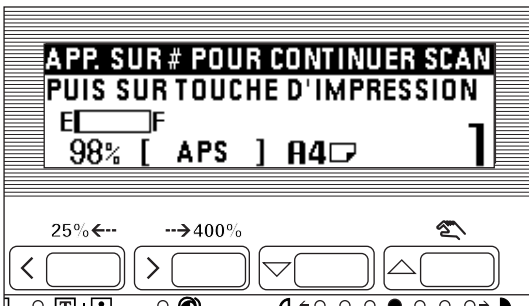 APP. SUR # POUR CONTINUER SCAN
PUIS SUR TOUCHE D'IMPRESSION
E F
98% [ APS ] A4 1
25% 400%